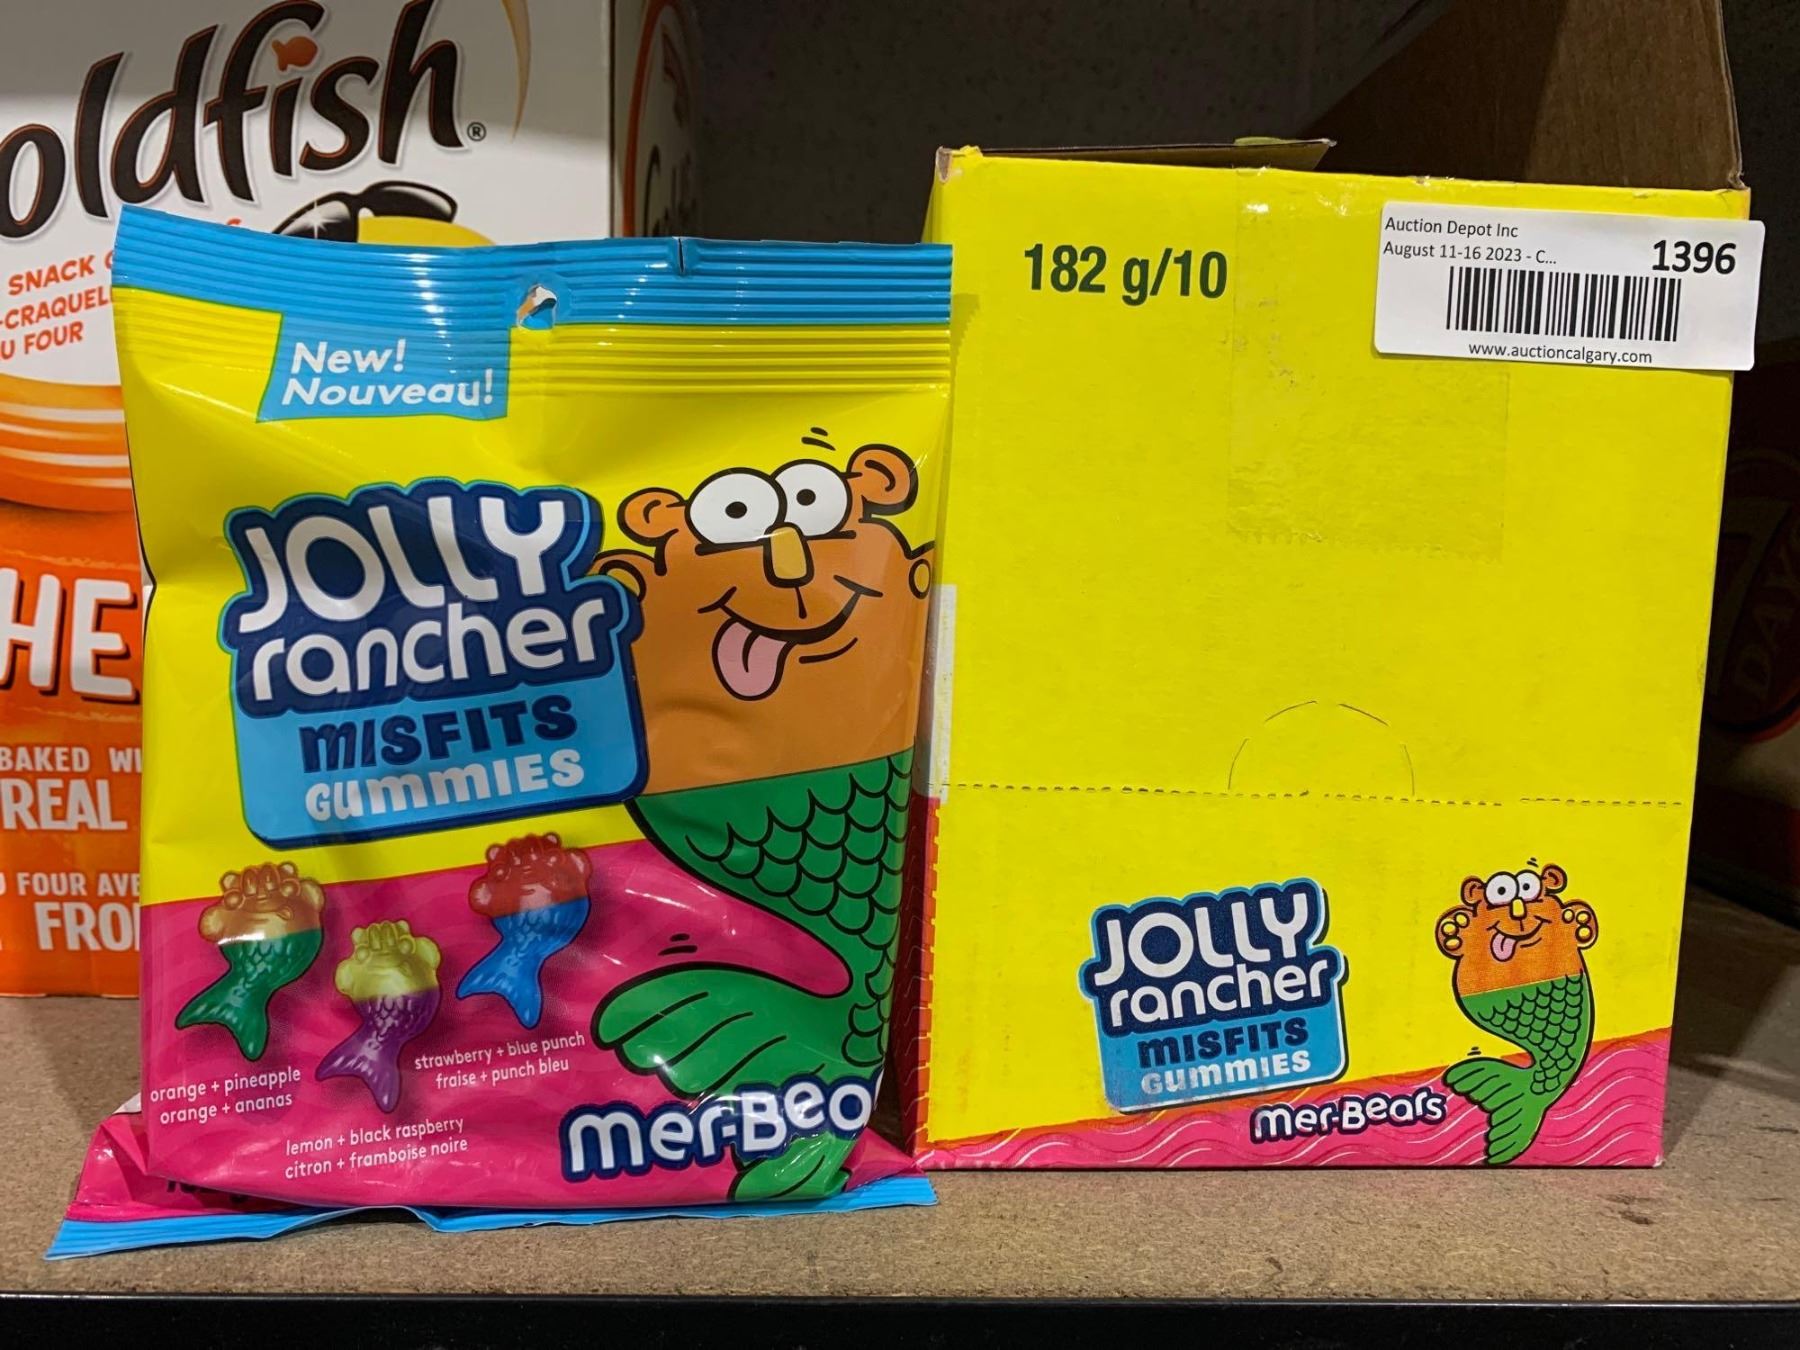 oldfish®
SNACK
-CRAQUEL
U FOUR
HE
BAKED WI
REAL
FOUR AVE
FRO
New!
Nouveau!
JOLLY
rancher
MISFITS
GUMMIES
orange + pineapple
orange + ananas
lemon + black raspberry
citron + framboise noire
strawberry + blue punch
fraise + punch bleu
mer-Bea
182 g/10
Auction Depot Inc
August 11-16 2023 - C...
1396
www.auctioncalgary.com
JOLLY
rancher
MISFITS
GUMMIES
mer-Bears